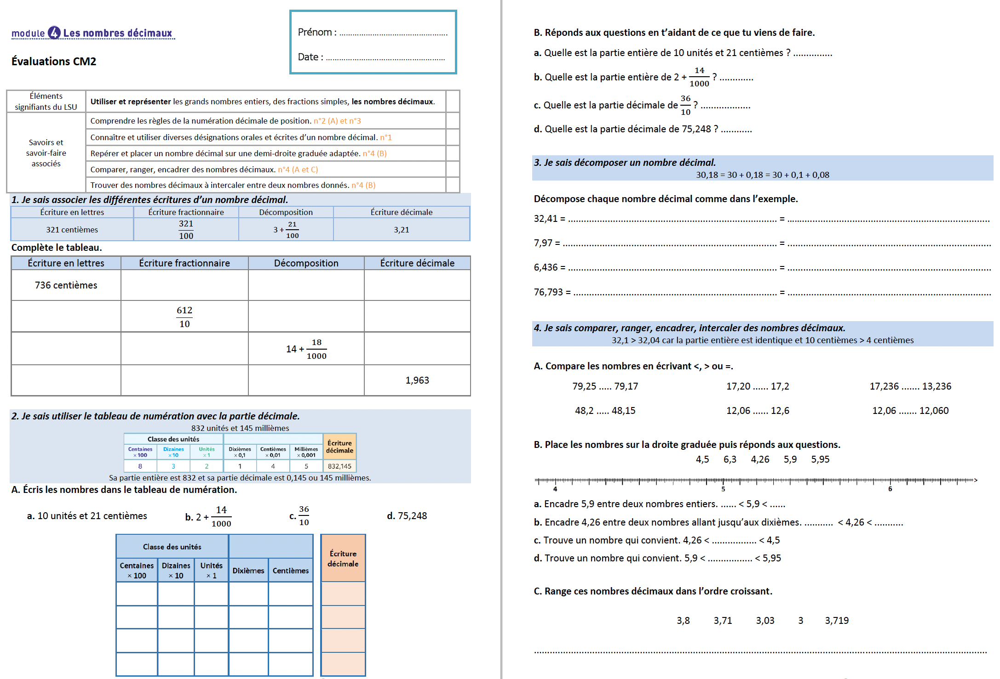 module 4 Les nombres décimaux
Évaluations CM2
Prénom : .................................................
Date : ......................................................
Éléments signifiants du LSU
Utiliser et représenter les grands nombres entiers, des fractions simples, les nombres décimaux.
Savoirs et savoir-faire associés
Comprendre les règles de la numération décimale de position. n°2 (A) et n°3
Connaître et utiliser diverses désignations orales et écrites d’un nombre décimal. n°1
Repérer et placer un nombre décimal sur une demi-droite graduée adaptée. n°4 (B)
Comparer, ranger, encadrer des nombres décimaux. n°4 (A et C)
Trouver des nombres décimaux à intercaler entre deux nombres donnés. n°4 (B)
1. Je sais associer les différentes écritures d’un nombre décimal.
Écriture en lettres Écriture fractionnaire Décomposition Écriture décimale
321 centièmes 321/100 3 + 21/100 3,21
Complète le tableau.
Écriture en lettres Écriture fractionnaire Décomposition Écriture décimale
736 centièmes
612/10
14 + 18/1000
1,963
2. Je sais utiliser le tableau de numération avec la partie décimale.
832 unités et 145 millièmes
Classe des unités Écriture décimale
Centaines × 100 Dizaines × 10 Unités × 1 Dixièmes × 0,1 Centièmes × 0,01 Millièmes × 0,001
8 3 2 1 4 5 832,145
Sa partie entière est 832 et sa partie décimale est 0,145 ou 145 millièmes.
A. Écris les nombres dans le tableau de numération.
a. 10 unités et 21 centièmes b. 2 + 14/1000 c. 36/10 d. 75,248
Classe des unités Écriture décimale
Centaines × 100 Dizaines × 10 Unités × 1 Dixièmes Centièmes
B. Réponds aux questions en t’aidant de ce que tu viens de faire.
a. Quelle est la partie entière de 10 unités et 21 centièmes ? ...............
b. Quelle est la partie entière de 2 + 14/1000 ? .............
c. Quelle est la partie décimale de 36/10 ? ...................
d. Quelle est la partie décimale de 75,248 ? ............
3. Je sais décomposer un nombre décimal.
30,18 = 30 + 0,18 = 30 + 0,1 + 0,08
Décompose chaque nombre décimal comme dans l’exemple.
32,41 = ................................................................................ = .............................................................................
7,97 = ................................................................................. = .............................................................................
6,436 = ................................................................................ = .............................................................................
76,793 = .............................................................................. = .............................................................................
4. Je sais comparer, ranger, encadrer, intercaler des nombres décimaux.
32,1 > 32,04 car la partie entière est identique et 10 centièmes > 4 centièmes
A. Compare les nombres en écrivant <, > ou =.
79,25 ..... 79,17 17,20 ...... 17,2 17,236 ....... 13,236
48,2 ..... 48,15 12,06 ...... 12,6 12,06 ....... 12,060
B. Place les nombres sur la droite graduée puis réponds aux questions.
4,5 6,3 4,26 5,9 5,95
4 5 6
a. Encadre 5,9 entre deux nombres entiers. ...... < 5,9 < ......
b. Encadre 4,26 entre deux nombres allant jusqu’aux dixièmes. ........... < 4,26 < ...........
c. Trouve un nombre qui convient. 4,26 < ................. < 4,5
d. Trouve un nombre qui convient. 5,9 < ................. < 5,95
C. Range ces nombres décimaux dans l’ordre croissant.
3,8 3,71 3,03 3 3,719
............................................................................................................................................................................